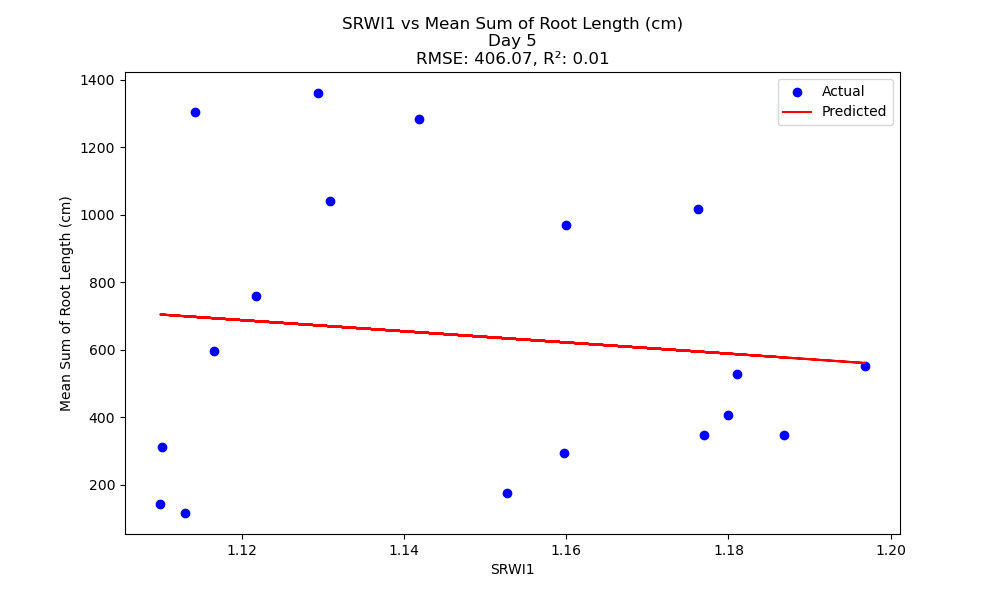 SRWI1 vs Mean Sum of Root Length (cm)
Day 5
RMSE: 406.07, R²: 0.01
Actual
Predicted
Mean Sum of Root Length (cm)
1400
1200
1000
800
600
400
200
1.12
1.14
1.16
1.18
1.20
SRWI1